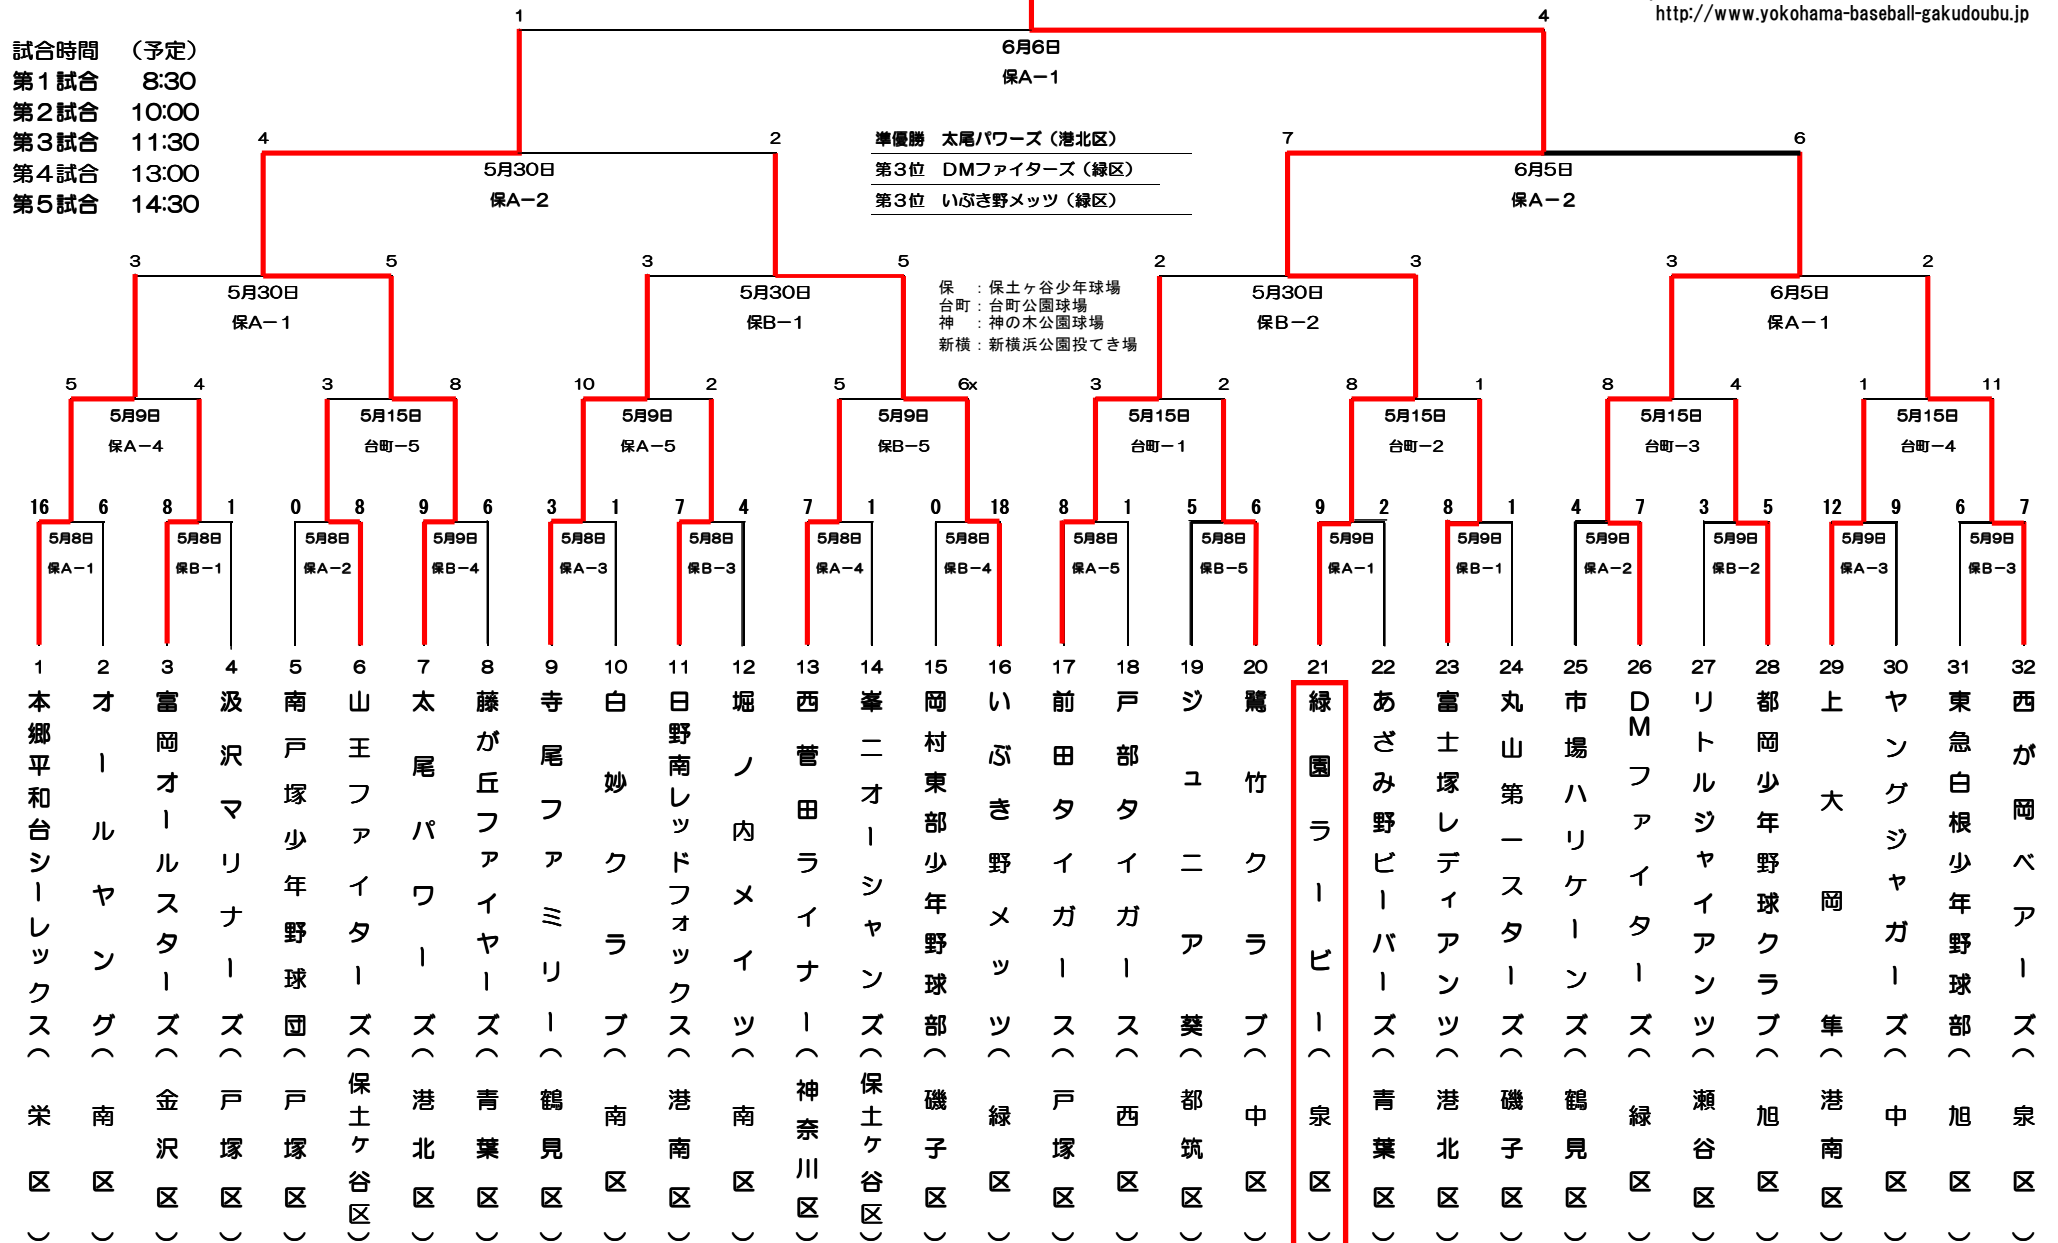 http://www.yokohama-baseball-gakudoubu.jp
1 4
6月6日
保A-1
試合時間 (予定)
第1試合 8:30
第2試合 10:00
第3試合 11:30
第4試合 13:00
第5試合 14:30
4 2 7 6
5月30日 6月5日
保A-2 保A-2
準優勝 太尾パワーズ(港北区)
第3位 DMファイターズ(緑区)
第3位 いぶき野メッツ(緑区)
3 5 3 5 2 3 3 2
5月30日 5月30日 5月30日 6月5日
保A-1 保B-1 保B-2 保A-1
保 :保土ヶ谷少年球場
台町:台町公園球場
神 :神の木公園球場
新横:新横浜公園投てき場
5 4 3 8 10 2 5 6x 3 2 8 1 8 4 1 11
5月9日 5月15日 5月9日 5月9日 5月15日 5月15日 5月15日 5月15日
保A-4 台町-5 保A-5 保B-5 台町-1 台町-2 台町-3 台町-4
16 6 8 1 0 8 9 6 3 1 7 4 7 1 0 18 8 1 5 6 9 2 8 1 4 7 3 5 12 9 6 7
5月8日 5月8日 5月8日 5月9日 5月8日 5月8日 5月8日 5月8日 5月8日 5月8日 5月9日 5月9日 5月9日 5月9日 5月9日 5月9日
保A-1 保B-1 保A-2 保B-4 保A-3 保B-3 保A-4 保B-4 保A-5 保B-5 保A-1 保B-1 保A-2 保B-2 保A-3 保B-3
1 本郷平和台シーレックス(栄区)
2 オールヤング(南区)
3 富岡オールスターズ(金沢区)
4 汲沢マリナーズ(戸塚区)
5 南戸塚少年野球団(戸塚区)
6 山王ファイターズ(保土ヶ谷区)
7 太尾パワーズ(港北区)
8 藤が丘ファイヤーズ(青葉区)
9 寺尾ファミリー(鶴見区)
10 白妙クラブ(南区)
11 日野南レッドフォックス(港南区)
12 堀ノ内メイツ(南区)
13 西菅田ライナー(神奈川区)
14 峯二オーシャンズ(保土ヶ谷区)
15 岡村東部少年野球部(磯子区)
16 いぶき野メッツ(緑区)
17 前田タイガース(戸塚区)
18 戸部タイガース(西区)
19 ジュニア葵(都筑区)
20 鷺竹クラブ(中区)
21 緑園ラービー(泉区)
22 あざみ野ビーバーズ(青葉区)
23 富士塚レディアンツ(港北区)
24 丸山第一スターズ(磯子区)
25 市場ハリケーンズ(鶴見区)
26 DMファイターズ(緑区)
27 リトルジャイアンツ(瀬谷区)
28 都岡少年野球クラブ(旭区)
29 上大岡隼(港南区)
30 ヤングジャガーズ(中区)
31 東急白根少年野球部(旭区)
32 西が岡ベアーズ(泉区)